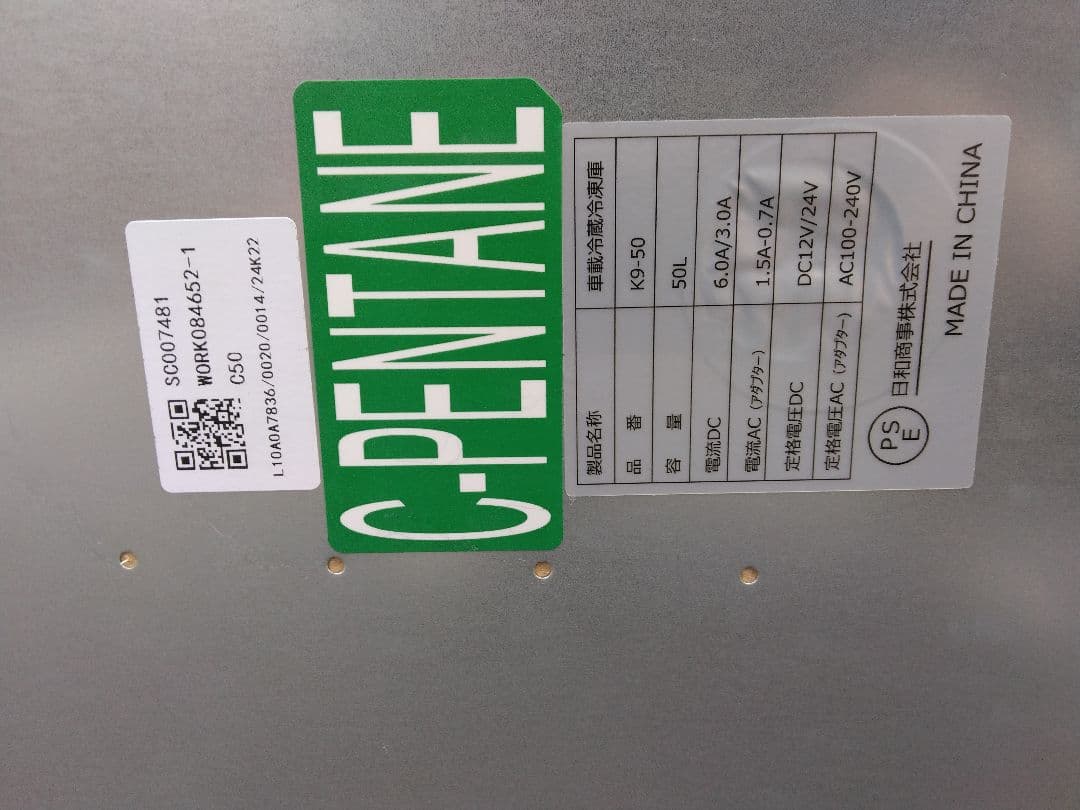 SC007481
WORK084652-1
C50
L10A0A7836/0020/0014/24K22
C.PENTANE
製品名称 車載冷蔵冷凍庫
品番 K9-50
容量 50L
電流DC 6.0A/3.0A
電流AC（アダプター） 1.5A-0.7A
定格電圧DC DC12V/24V
定格電圧AC（アダプター） AC100-240V
PS
E
日和商事株式会社
MADE IN CHINA